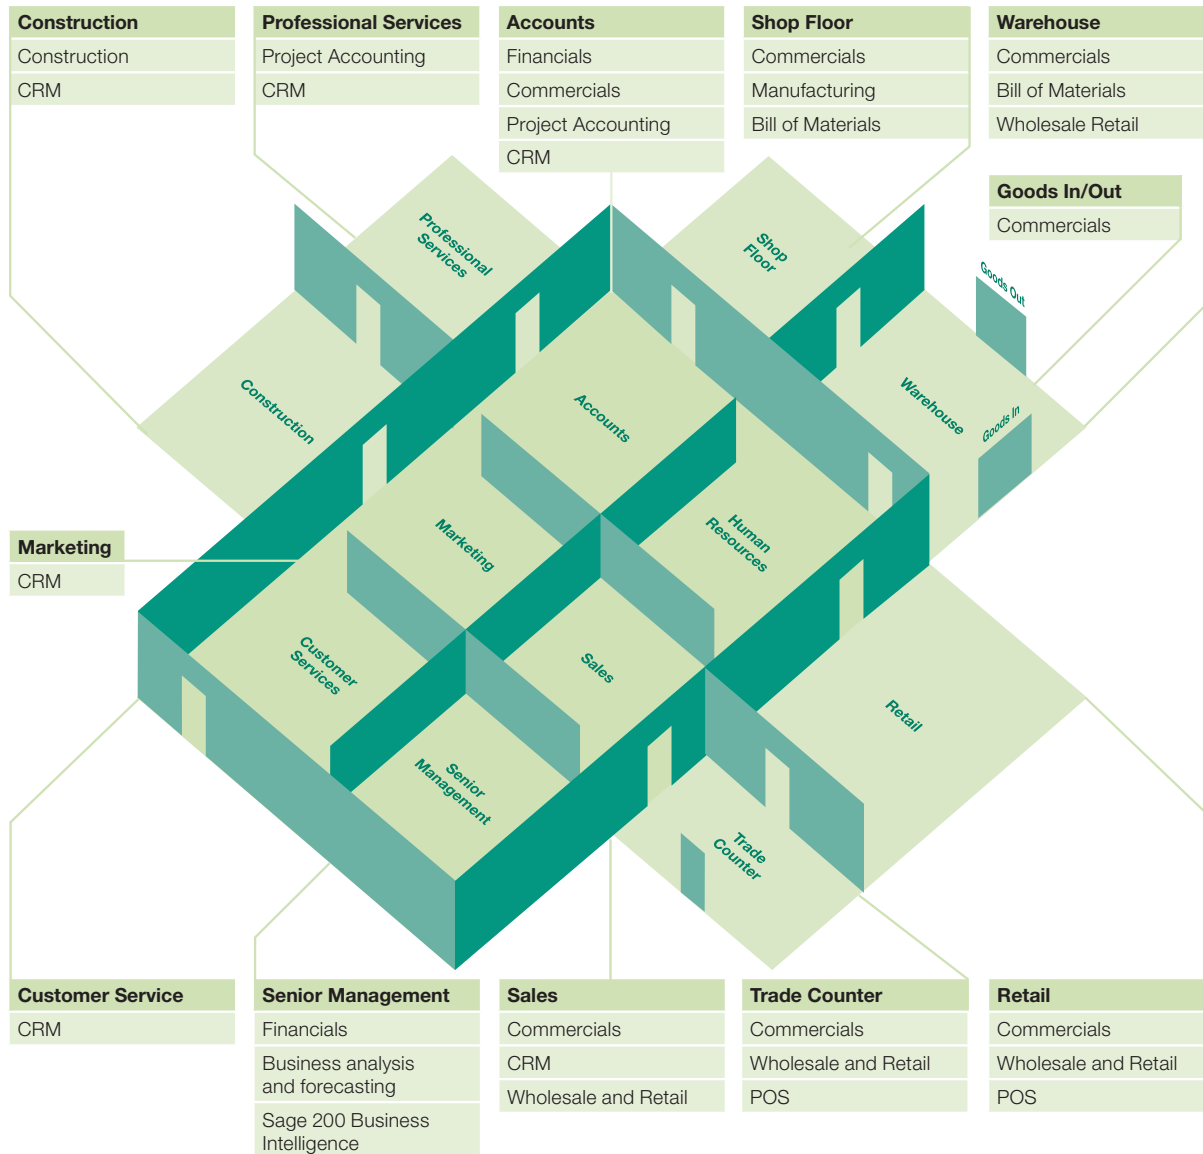 Construction
Construction
CRM
Professional Services
Project Accounting
CRM
Accounts
Financials
Commercials
Project Accounting
CRM
Shop Floor
Commercials
Manufacturing
Bill of Materials
Warehouse
Commercials
Bill of Materials
Wholesale Retail
Goods In/Out
Commercials
Professional
Services
Shop
Floor
Goods Out
Construction
Accounts
Warehouse
Goods In
Marketing
CRM
Marketing
Human
Resources
Customer
Services
Sales
Retail
Senior
Management
Trade
Counter
Customer Service
CRM
Senior Management
Financials
Business analysis
and forecasting
Sage 200 Business
Intelligence
Sales
Commercials
CRM
Wholesale and Retail
Trade Counter
Commercials
Wholesale and Retail
POS
Retail
Commercials
Wholesale and Retail
POS